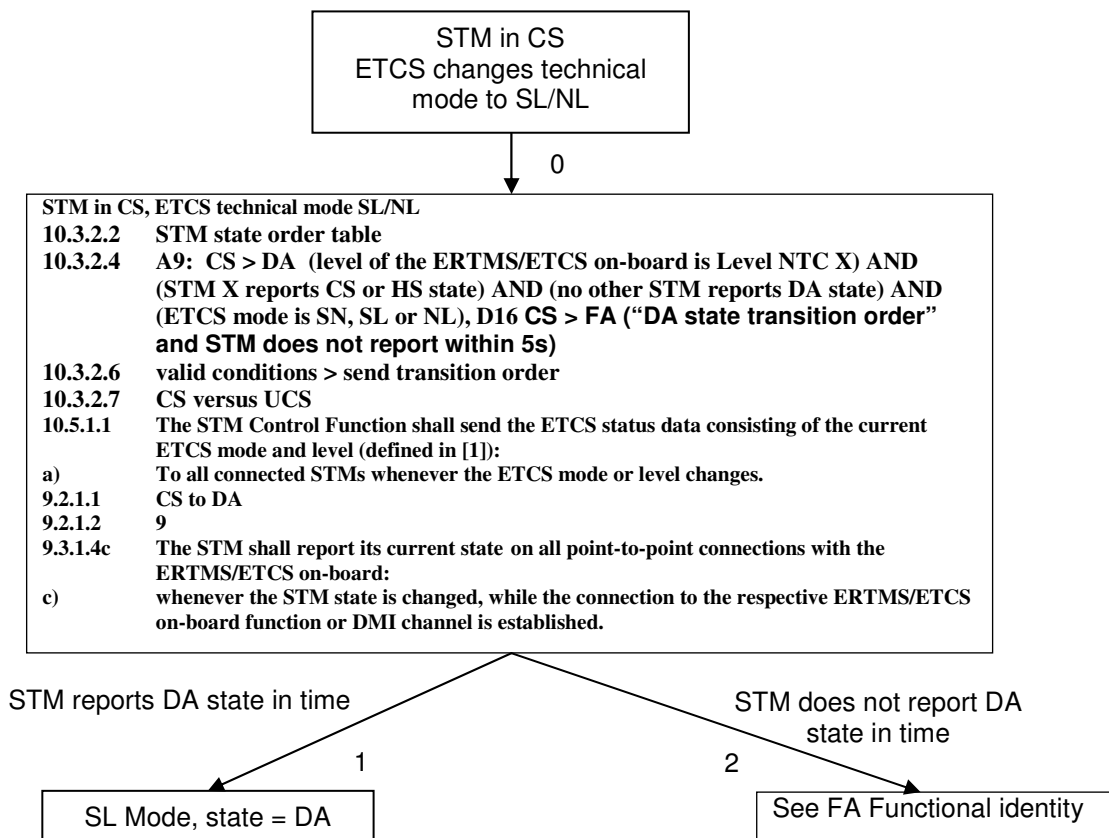 STM in CS
ETCS changes technical
mode to SL/NL
0
STM in CS, ETCS technical mode SL/NL
10.3.2.2 STM state order table
10.3.2.4 A9: CS > DA (level of the ERTMS/ETCS on-board is Level NTC X) AND
(STM X reports CS or HS state) AND (no other STM reports DA state) AND
(ETCS mode is SN, SL or NL), D16 CS > FA (“DA state transition order”
and STM does not report within 5s)
10.3.2.6 valid conditions > send transition order
10.3.2.7 CS versus UCS
10.5.1.1 The STM Control Function shall send the ETCS status data consisting of the current
ETCS mode and level (defined in [1]):
a) To all connected STMs whenever the ETCS mode or level changes.
9.2.1.1 CS to DA
9.2.1.2 9
9.3.1.4c The STM shall report its current state on all point-to-point connections with the
ERTMS/ETCS on-board:
c) whenever the STM state is changed, while the connection to the respective ERTMS/ETCS
on-board function or DMI channel is established.
STM reports DA state in time
STM does not report DA
state in time
1
2
SL Mode, state = DA
See FA Functional identity